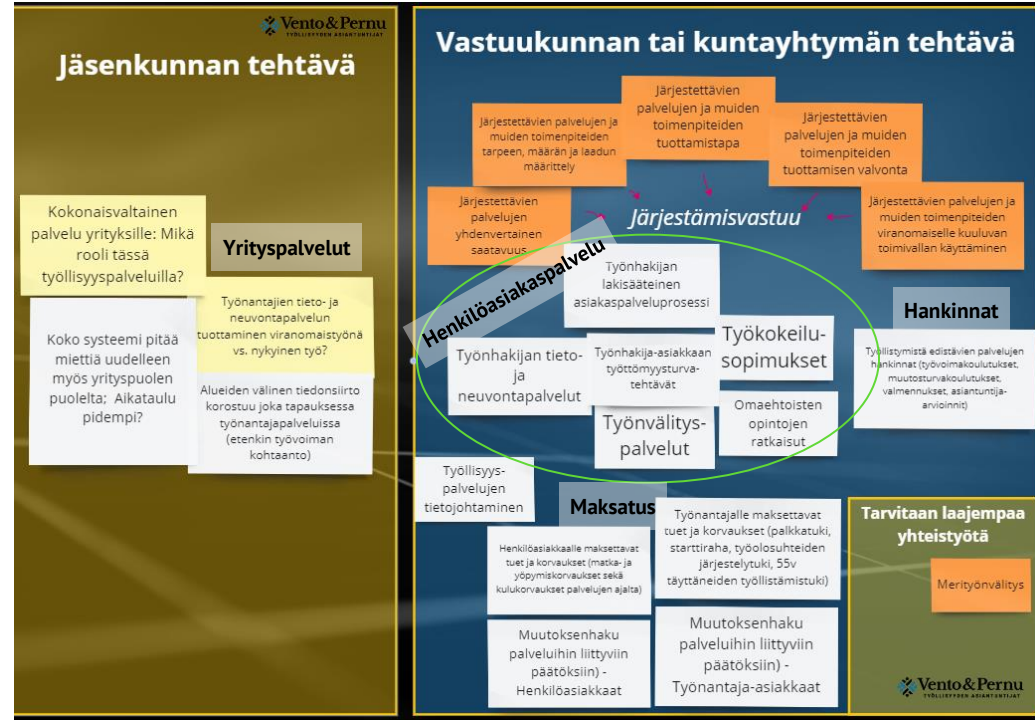 Vento & Pernu
TYÖLLISYYDEN ASIANTUNTIJAT
Jäsenkunnan tehtävä
Kokonaisvaltainen
palvelu yrityksille: Mikä
rooli tässä
työllisyyspalveluilla?
Yrityspalvelut
Koko systeemi pitää
miettiä uudelleen
myös yrityspuolen
puolelta; Aikataulu
pidempi?
Työnantajien tieto- ja
neuvontapalvelun
tuottaminen viranomaistyönä
vs. nykyinen työ?
Alueiden välinen tiedonsiirto
korostuu joka tapauksessa
työnantajapalveluissa
(etenkin työvoiman
kohtaanto)
Vastuukunnan tai kuntayhtymän tehtävä
Järjestettävien palvelujen ja
muiden toimenpiteiden
tarpeen, määrän ja laadun
määrittely
Järjestettävien
palvelujen ja muiden
toimenpiteiden
tuottamistapa
Järjestettävien
palvelujen ja muiden
toimenpiteiden
tuottamisen valvonta
Järjestettävien
palvelujen
yhdenvertainen
saatavuus
Järjestämisvastuu
Järjestettävien palvelujen ja
muiden toimenpiteiden
viranomaiselle kuuluvan
toimivallan käyttäminen
Henkilöasiakaspalvelu
Työnhakijan
lakisääteinen
asiakaspalveluprosessi
Työnhakijan tieto-
ja
neuvontapalvelut
Työnhakija-asiakkaan
työttömyysturva-
tehtävät
Työkokeilu-
sopimukset
Työnvälitys-
palvelut
Omaehtoisten
opintojen
ratkaisut
Hankinnat
Työllistymistä edistävien palvelujen
hankinnat (työvoimakoulutukset,
muutosturvakoulutukset,
valmennukset, asiantuntija-
arvioinnit)
Työllisyys-
palvelujen
tietojohtaminen
Maksatus
Henkilöasiakkaalle maksettavat
tuet ja korvaukset (matka- ja
yöpymiskorvaukset sekä
kulukorvaukset palvelujen ajalta)
Työnantajalle maksettavat
tuet ja korvaukset (palkkatuki,
starttiraha, työolosuhteiden
järjestelytuki, 55v
täyttäneiden työllistämistuki)
Muutoksenhaku
palveluihin liittyviin
päätöksiin) -
Henkilöasiakkaat
Muutoksenhaku
palveluihin liittyviin
päätöksiin) -
Työnantaja-asiakkaat
Tarvitaan laajempaa
yhteistyötä
Merityönvälitys
Vento & Pernu
TYÖLLISYYDEN ASIANTUNTIJAT